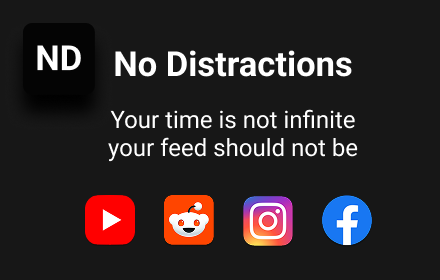 ND
No Distractions
Your time is not infinite
your feed should not be